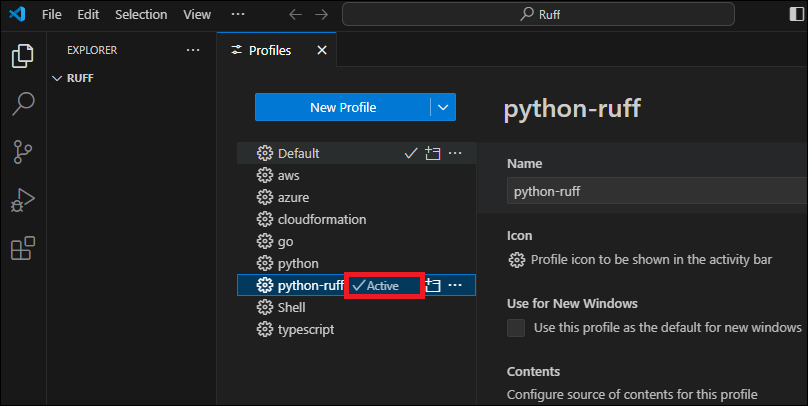 File Edit Selection View ··· Ruff
EXPLORER ···
RUFF
Profiles
New Profile
Default ···
aws
azure
cloudformation
go
python
python-ruff Active ···
Shell
typescript
python-ruff
Name
python-ruff
Icon
Profile icon to be shown in the activity bar
Use for New Windows
Use this profile as the default for new windows
Contents
Configure source of contents for this profile